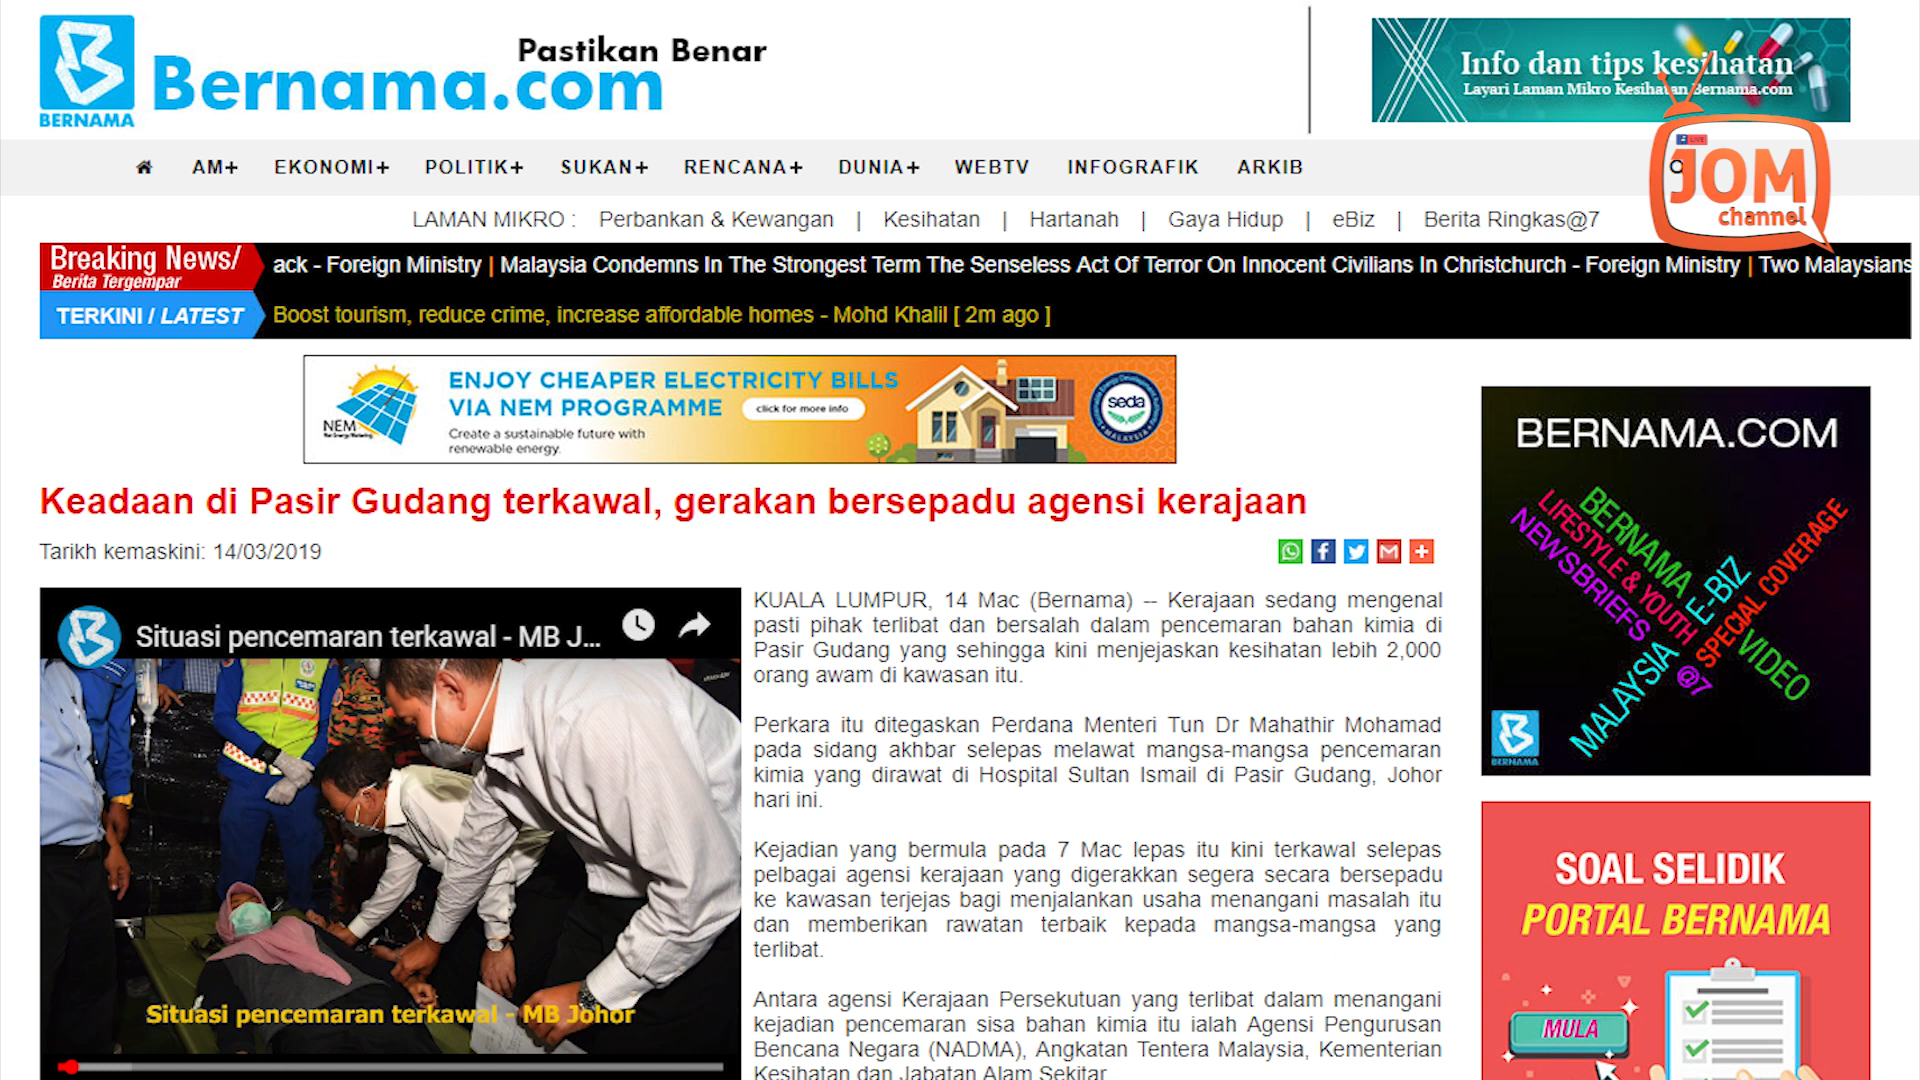 BERNAMA
Pastikan Benar
Bernama.com
Info dan tips kesihatan
Layari Laman Mikro Kesihatan Bernama.com
LIVE
JOM
channel
AM+ EKONOMI+ POLITIK+ SUKAN+ RENCANA+ DUNIA+ WEBTV INFOGRAFIK ARKIB
LAMAN MIKRO : Perbankan & Kewangan | Kesihatan | Hartanah | Gaya Hidup | eBiz | Berita Ringkas@7
Breaking News/
Berita Tergempar
ack - Foreign Ministry | Malaysia Condemns In The Strongest Term The Senseless Act Of Terror On Innocent Civilians In Christchurch - Foreign Ministry | Two Malaysians
TERKINI / LATEST
Boost tourism, reduce crime, increase affordable homes - Mohd Khalil [ 2m ago ]
NEM
Net Energy Metering
ENJOY CHEAPER ELECTRICITY BILLS
VIA NEM PROGRAMME
click for more info
Create a sustainable future with
renewable energy.
seda
MALAYSIA
Keadaan di Pasir Gudang terkawal, gerakan bersepadu agensi kerajaan
Tarikh kemaskini: 14/03/2019
Situasi pencemaran terkawal - MB J...
Situasi pencemaran terkawal - MB Johor
KUALA LUMPUR, 14 Mac (Bernama) -- Kerajaan sedang mengenal
pasti pihak terlibat dan bersalah dalam pencemaran bahan kimia di
Pasir Gudang yang sehingga kini menjejaskan kesihatan lebih 2,000
orang awam di kawasan itu.
Perkara itu ditegaskan Perdana Menteri Tun Dr Mahathir Mohamad
pada sidang akhbar selepas melawat mangsa-mangsa pencemaran
kimia yang dirawat di Hospital Sultan Ismail di Pasir Gudang, Johor
hari ini.
Kejadian yang bermula pada 7 Mac lepas itu kini terkawal selepas
pelbagai agensi kerajaan yang digerakkan segera secara bersepadu
ke kawasan terjejas bagi menjalankan usaha menangani masalah itu
dan memberikan rawatan terbaik kepada mangsa-mangsa yang
terlibat.
Antara agensi Kerajaan Persekutuan yang terlibat dalam menangani
kejadian pencemaran sisa bahan kimia itu ialah Agensi Pengurusan
Bencana Negara (NADMA), Angkatan Tentera Malaysia, Kementerian
Kesihatan dan Jabatan Alam Sekitar
BERNAMA.COM
BERNAMA
LIFESTYLE & YOUTH
NEWSBRIEFS
E-BIZ
SPECIAL COVERAGE
VIDEO
MALAYSIA @7
BERNAMA
SOAL SELIDIK
PORTAL BERNAMA
MULA